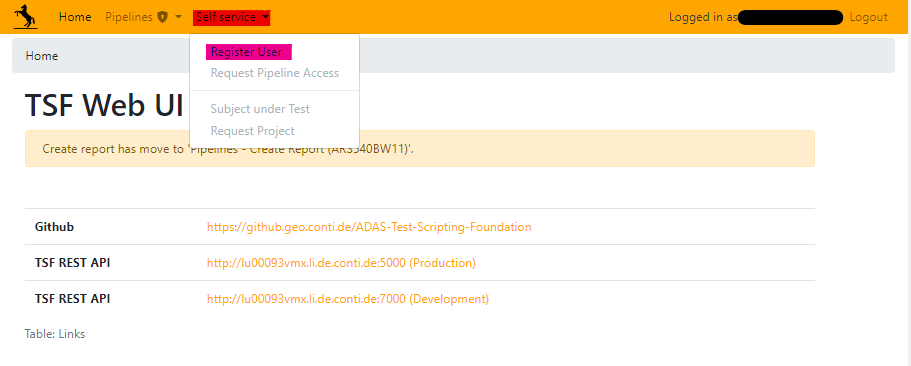 Home Pipelines Self service Logged in as Logout
Register User
Request Pipeline Access
Subject under Test
Request Project
Home
TSF Web UI
Create report has move to 'Pipelines - Create Report (ARS540BW11)'.
Github https://github.geo.conti.de/ADAS-Test-Scripting-Foundation
TSF REST API http://lu00093vmx.li.de.conti.de:5000 (Production)
TSF REST API http://lu00093vmx.li.de.conti.de:7000 (Development)
Table: Links